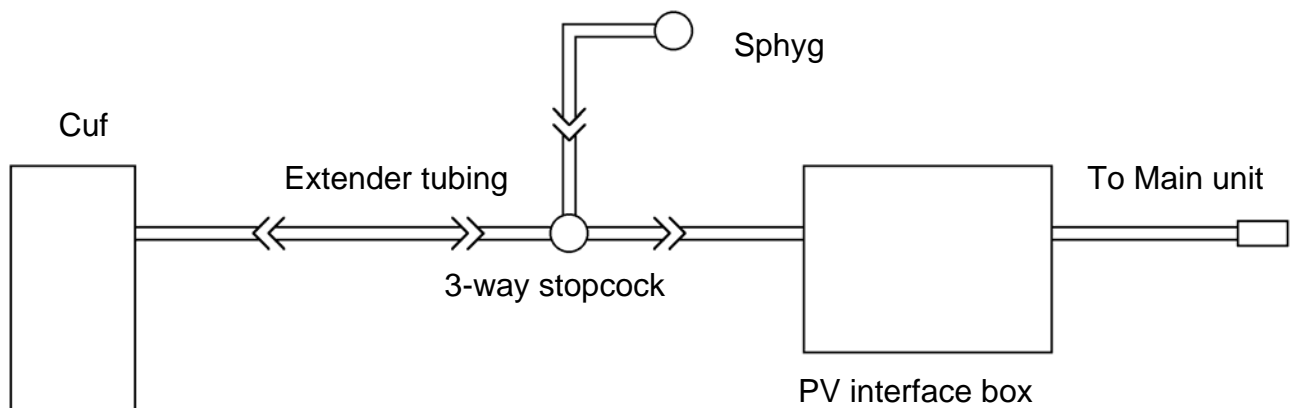 Sphyg
Cuf
Extender tubing
To Main unit
3-way stopcock
PV interface box